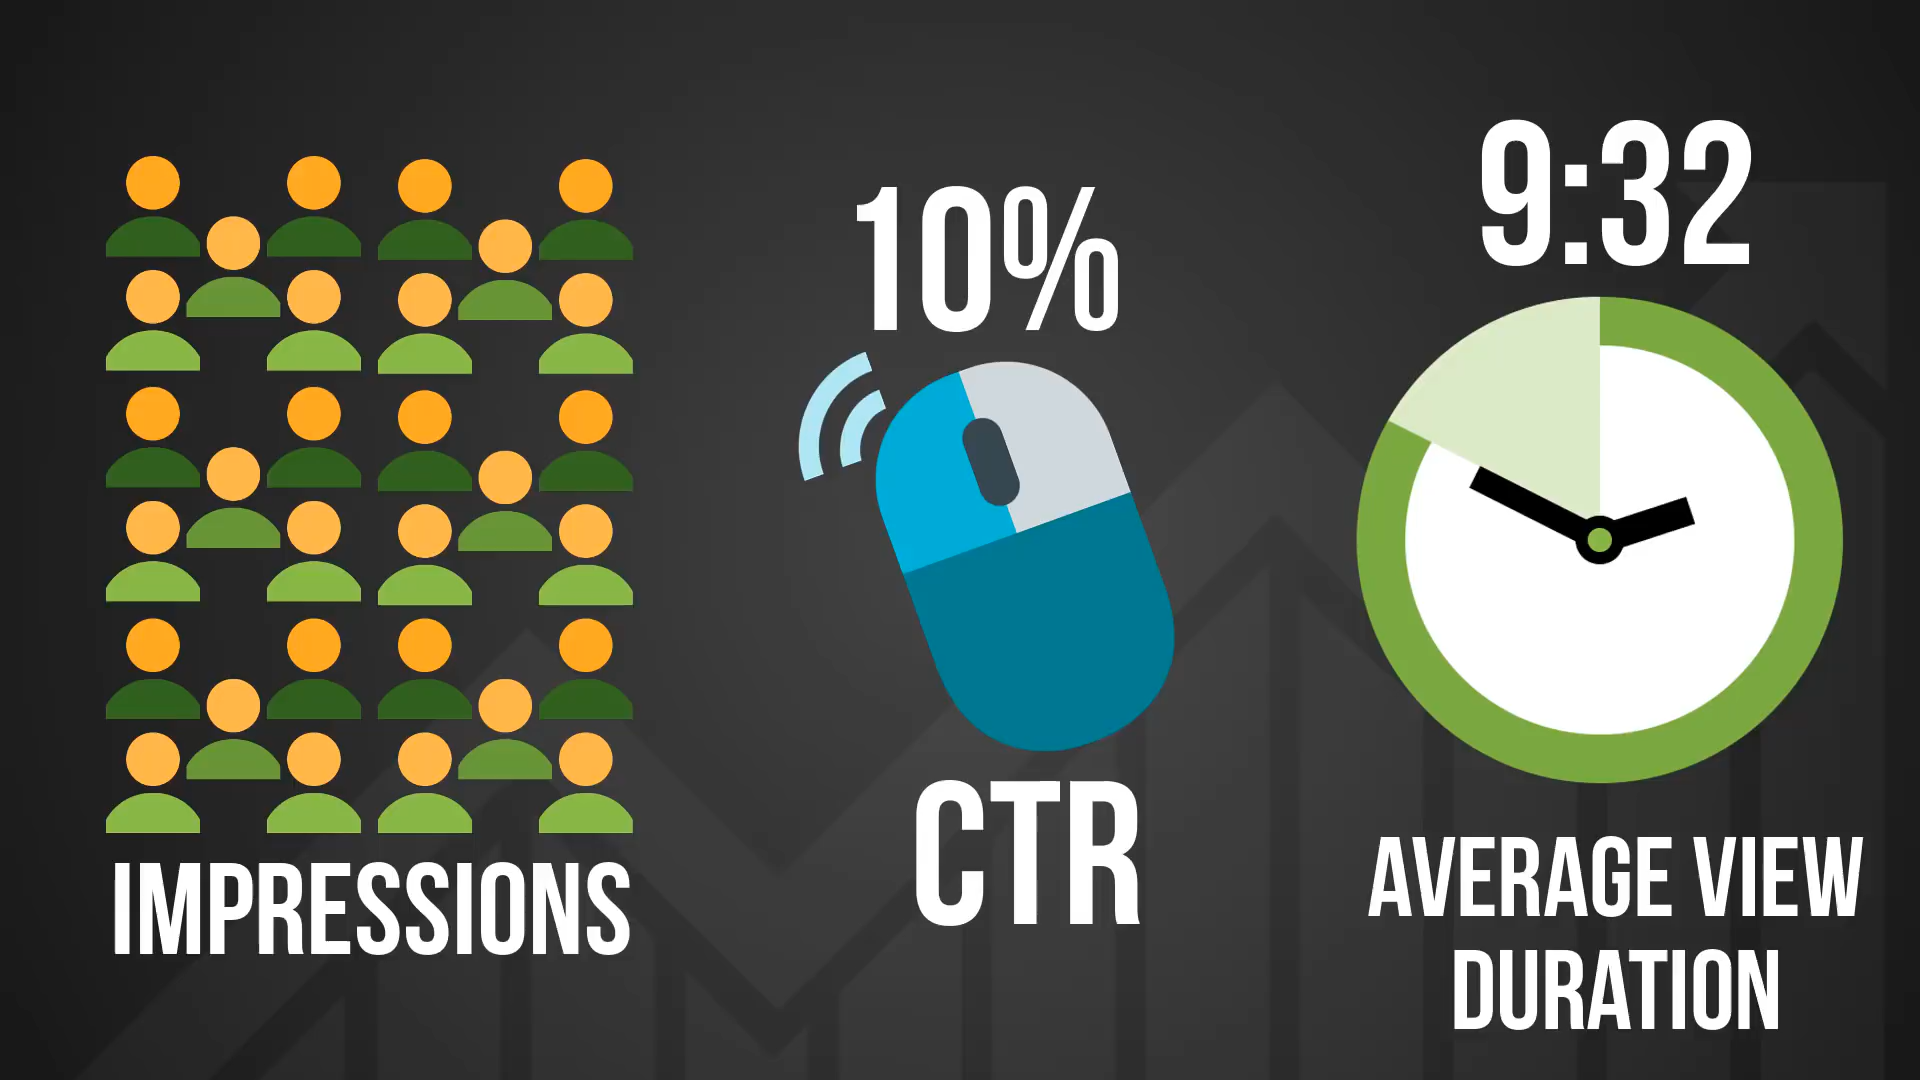 IMPRESSIONS
10%
CTR
9:32
AVERAGE VIEW
DURATION